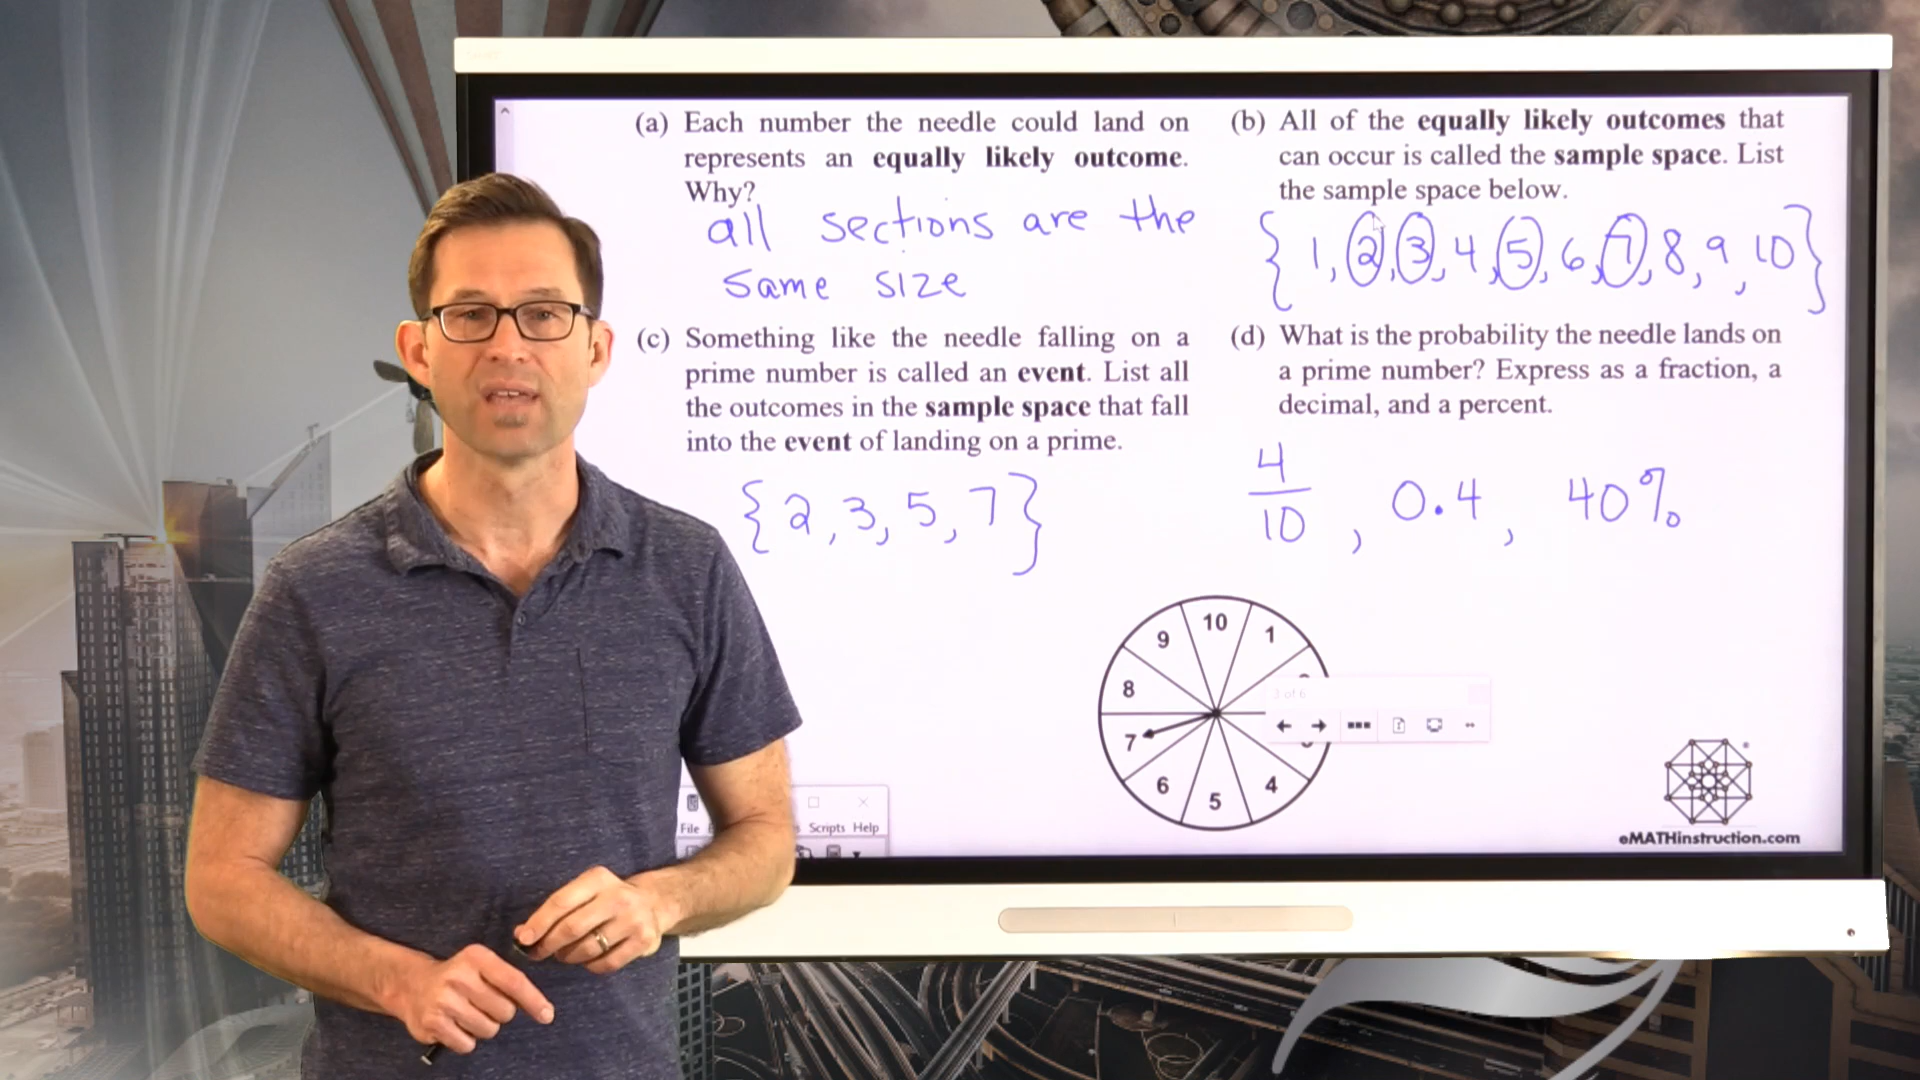 (a) Each number the needle could land on
represents an equally likely outcome.
Why?
all sections are the
same size
(b) All of the equally likely outcomes that
can occur is called the sample space. List
the sample space below.
{ 1, 2, 3, 4, 5, 6, 7, 8, 9, 10 }
(c) Something like the needle falling on a
prime number is called an event. List all
the outcomes in the sample space that fall
into the event of landing on a prime.
{ 2, 3, 5, 7 }
(d) What is the probability the needle lands on
a prime number? Express as a fraction, a
decimal, and a percent.
4
10 , 0.4, 40%
10
9
1
8
7
6
4
5
3 of 6
File
Scripts Help
eMATHinstruction.com